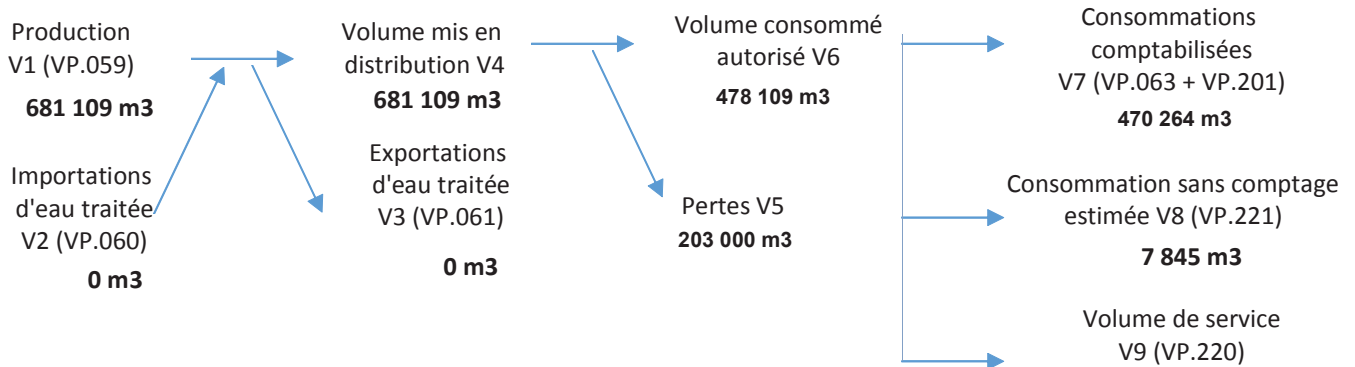 Production
V1 (VP.059)
681 109 m3
Importations
d'eau traitée
V2 (VP.060)
0 m3
Volume mis en
distribution V4
681 109 m3
Exportations
d'eau traitée
V3 (VP.061)
0 m3
Volume consommé
autorisé V6
478 109 m3
Pertes V5
203 000 m3
Consommations
comptabilisées
V7 (VP.063 + VP.201)
470 264 m3
Consommation sans comptage
estimée V8 (VP.221)
7 845 m3
Volume de service
V9 (VP.220)